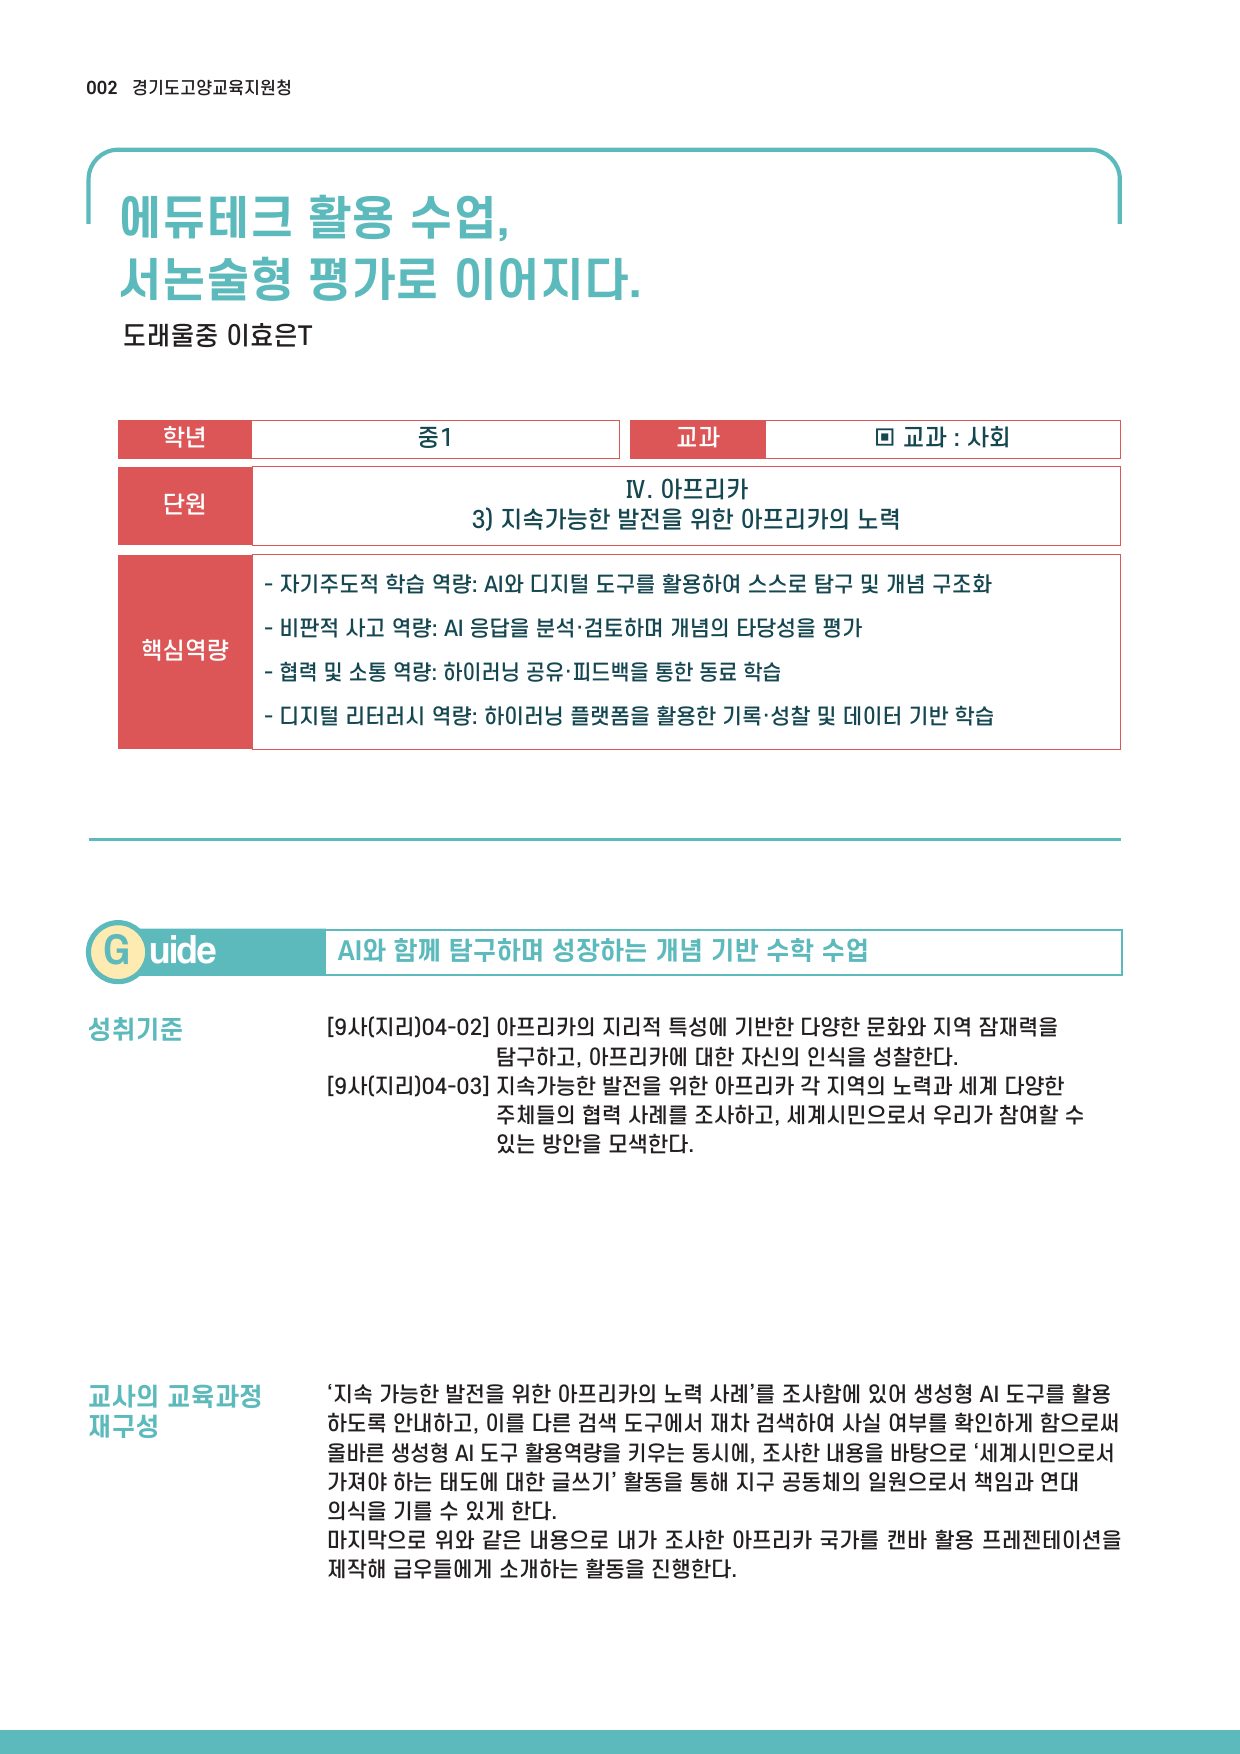 002 경기도고양교육지원청
에듀테크 활용 수업,
서논술형 평가로 이어지다.
도래울중 이효은T
학년 중1 교과 ▣ 교과 : 사회
단원
Ⅳ. 아프리카
3) 지속가능한 발전을 위한 아프리카의 노력
핵심역량
- 자기주도적 학습 역량: AI와 디지털 도구를 활용하여 스스로 탐구 및 개념 구조화
- 비판적 사고 역량: AI 응답을 분석·검토하며 개념의 타당성을 평가
- 협력 및 소통 역량: 하이러닝 공유·피드백을 통한 동료 학습
- 디지털 리터러시 역량: 하이러닝 플랫폼을 활용한 기록·성찰 및 데이터 기반 학습
Guide AI와 함께 탐구하며 성장하는 개념 기반 수학 수업
성취기준
[9사(지리)04-02] 아프리카의 지리적 특성에 기반한 다양한 문화와 지역 잠재력을
탐구하고, 아프리카에 대한 자신의 인식을 성찰한다.
[9사(지리)04-03] 지속가능한 발전을 위한 아프리카 각 지역의 노력과 세계 다양한
주체들의 협력 사례를 조사하고, 세계시민으로서 우리가 참여할 수
있는 방안을 모색한다.
교사의 교육과정
재구성
‘지속 가능한 발전을 위한 아프리카의 노력 사례’를 조사함에 있어 생성형 AI 도구를 활용
하도록 안내하고, 이를 다른 검색 도구에서 재차 검색하여 사실 여부를 확인하게 함으로써
올바른 생성형 AI 도구 활용역량을 키우는 동시에, 조사한 내용을 바탕으로 ‘세계시민으로서
가져야 하는 태도에 대한 글쓰기’ 활동을 통해 지구 공동체의 일원으로서 책임과 연대
의식을 기를 수 있게 한다.
마지막으로 위와 같은 내용으로 내가 조사한 아프리카 국가를 캔바 활용 프레젠테이션을
제작해 급우들에게 소개하는 활동을 진행한다.